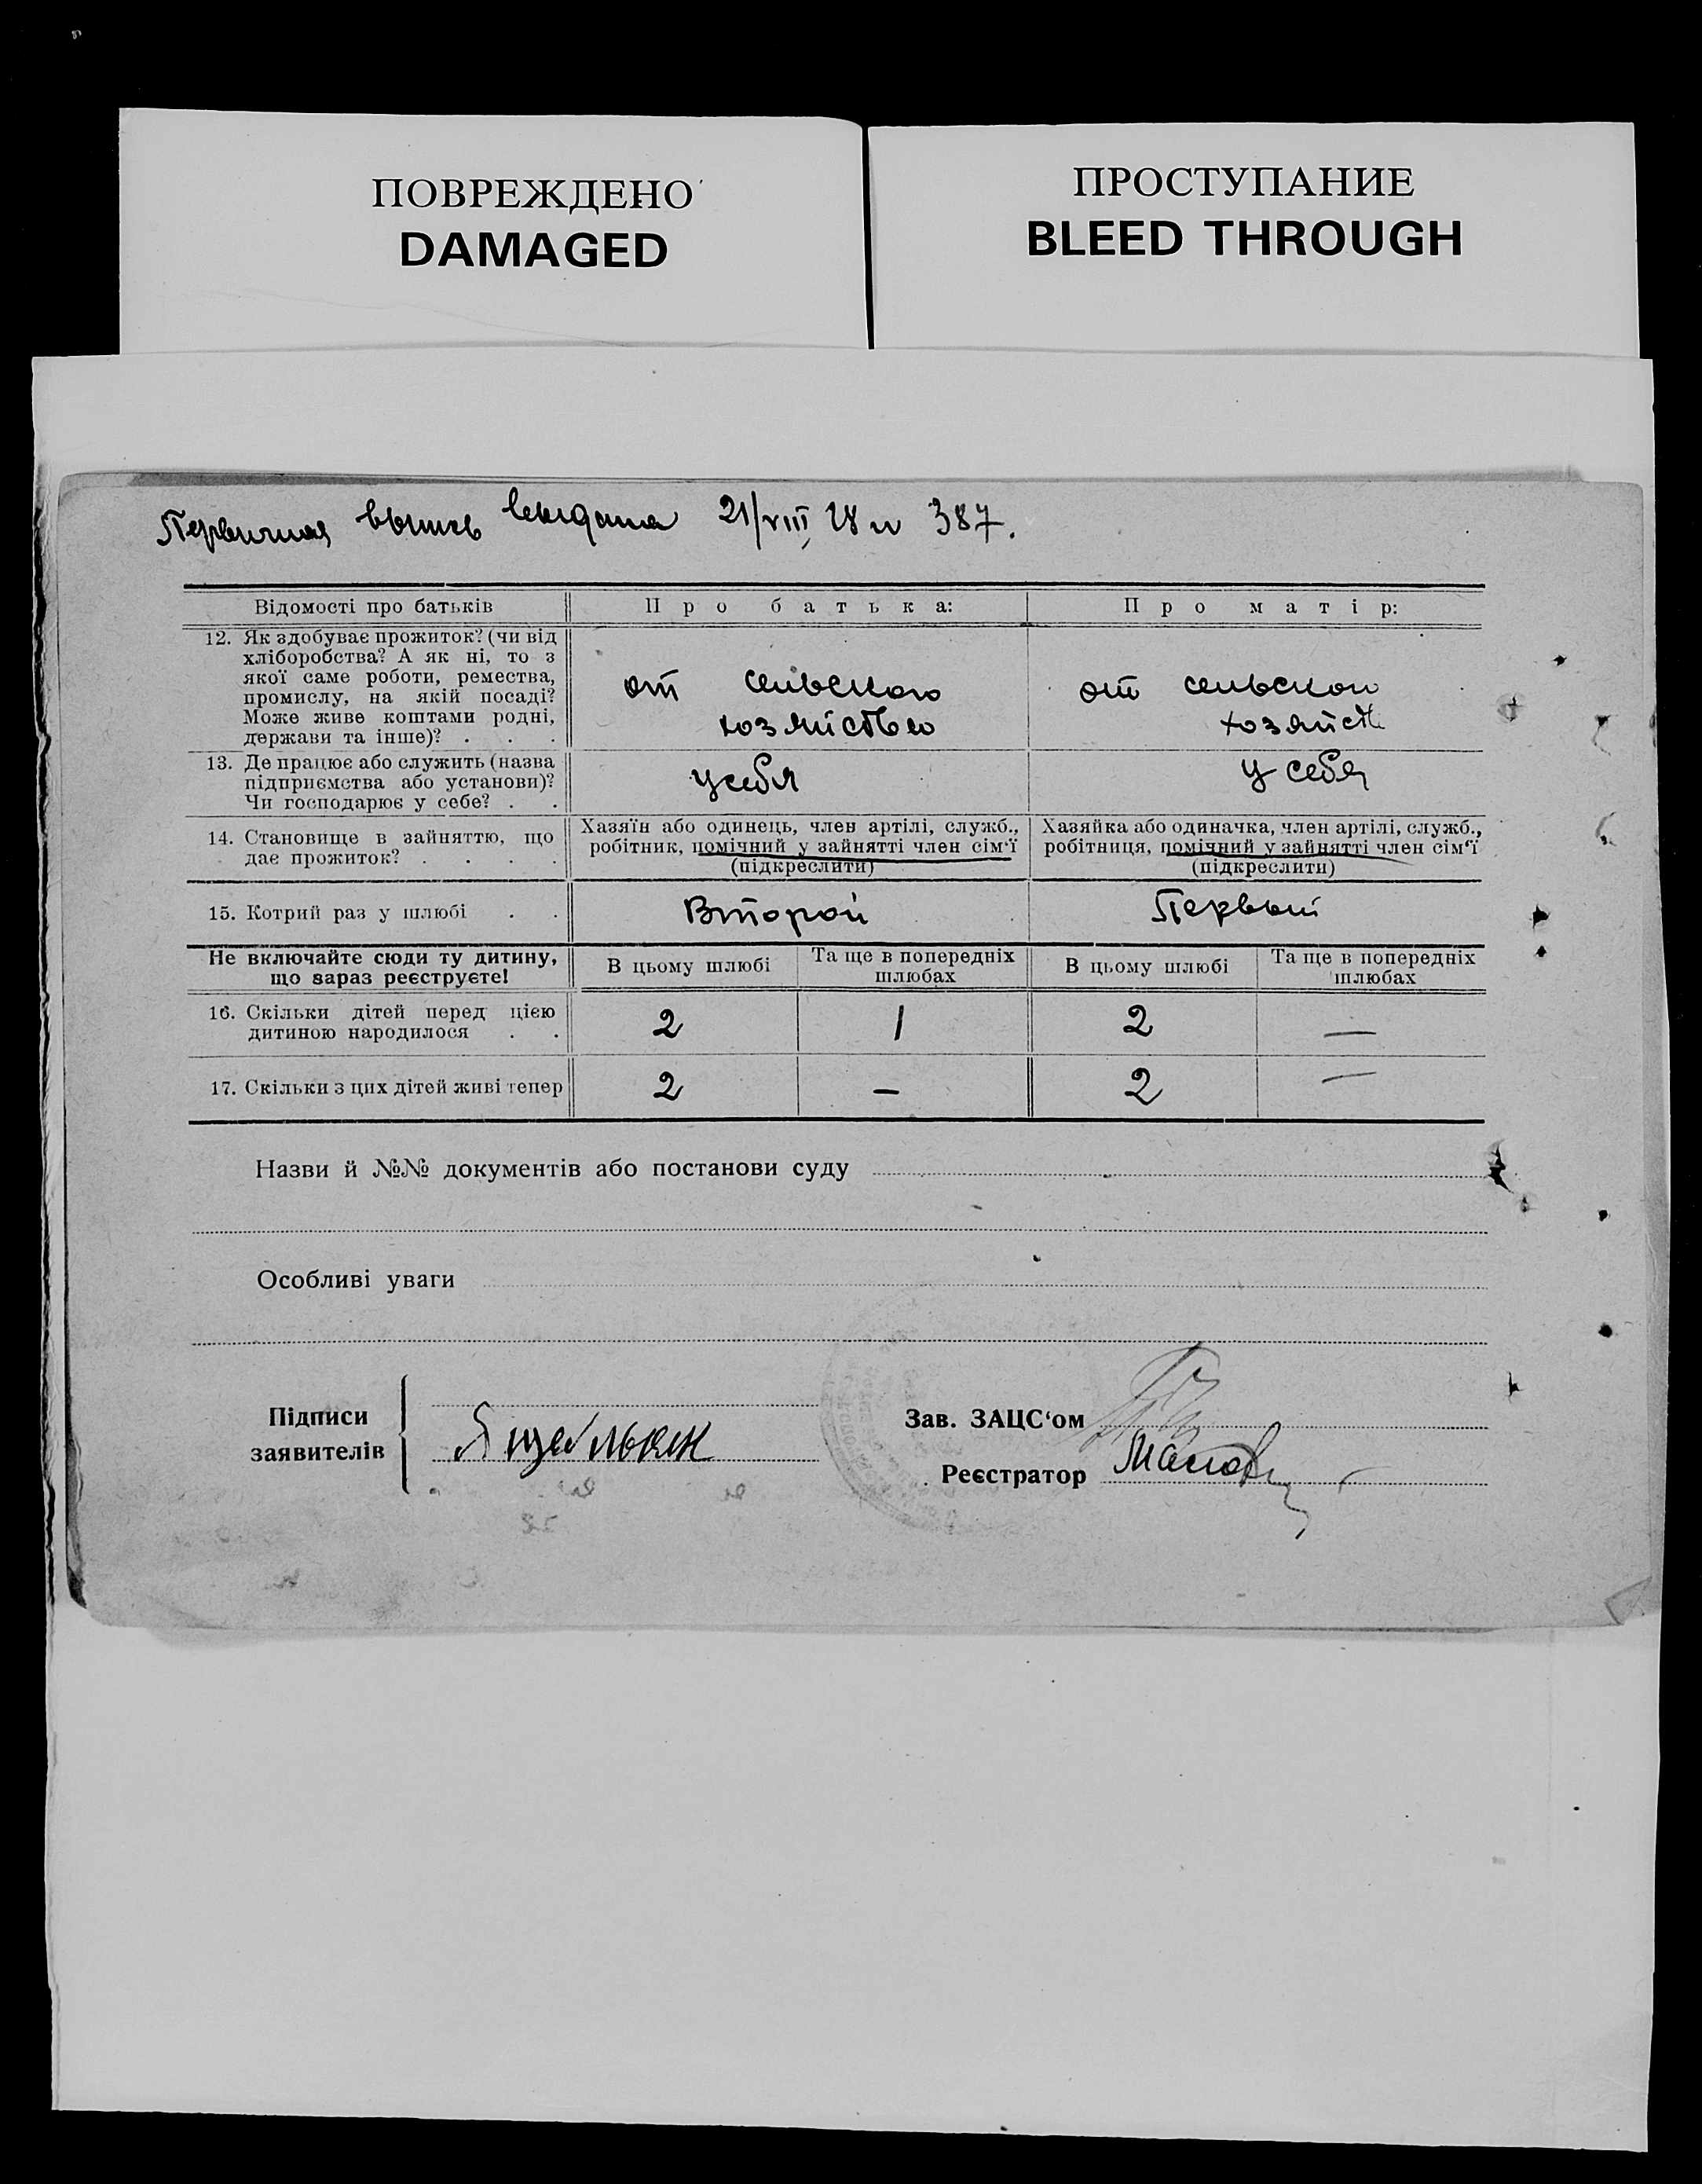 ПОВРЕЖДЕНО
DAMAGED
ПРОСТУПАНИЕ
BLEED THROUGH
Первичная выпись выдана 21/VIII 28 № 387.
Відомості про батьків
Про батька:
Про матір:
12. Як здобуває прожиток? (чи від
хліборобства? А як ні, то з
якої саме роботи, ремества,
промислу, на якій посаді?
Може живе коштами родні,
держави та інше)? . . .
от сельского
хозяйства
от сельского
хозяйств
13. Де працює або служить (назва
підприємства або установи)?
Чи господарює у себе? . .
у себя
у себя
14. Становище в зайняттю, що
дає прожиток? . . . .
Хазяїн або одинець, член артілі, служб.,
робітник, помічний у зайнятті член сім'ї
(підкреслити)
Хазяйка або одиначка, член артілі, служб.,
робітниця, помічний у зайнятті член сім'ї
(підкреслити)
15. Котрий раз у шлюбі . .
Второй
Первый
Не включайте сюди ту дитину,
що зараз реєструєте!
В цьому шлюбі
Та ще в попередніх
шлюбах
В цьому шлюбі
Та ще в попередніх
шлюбах
16. Скільки дітей перед цією
дитиною народилося . .
2
1
2
—
17. Скільки з цих дітей живі тепер
2
—
2
—
Назви й №№ документів або постанови суду
Особливі уваги
Підписи
заявителів
Зав. ЗАЦС'ом
Реєстратор